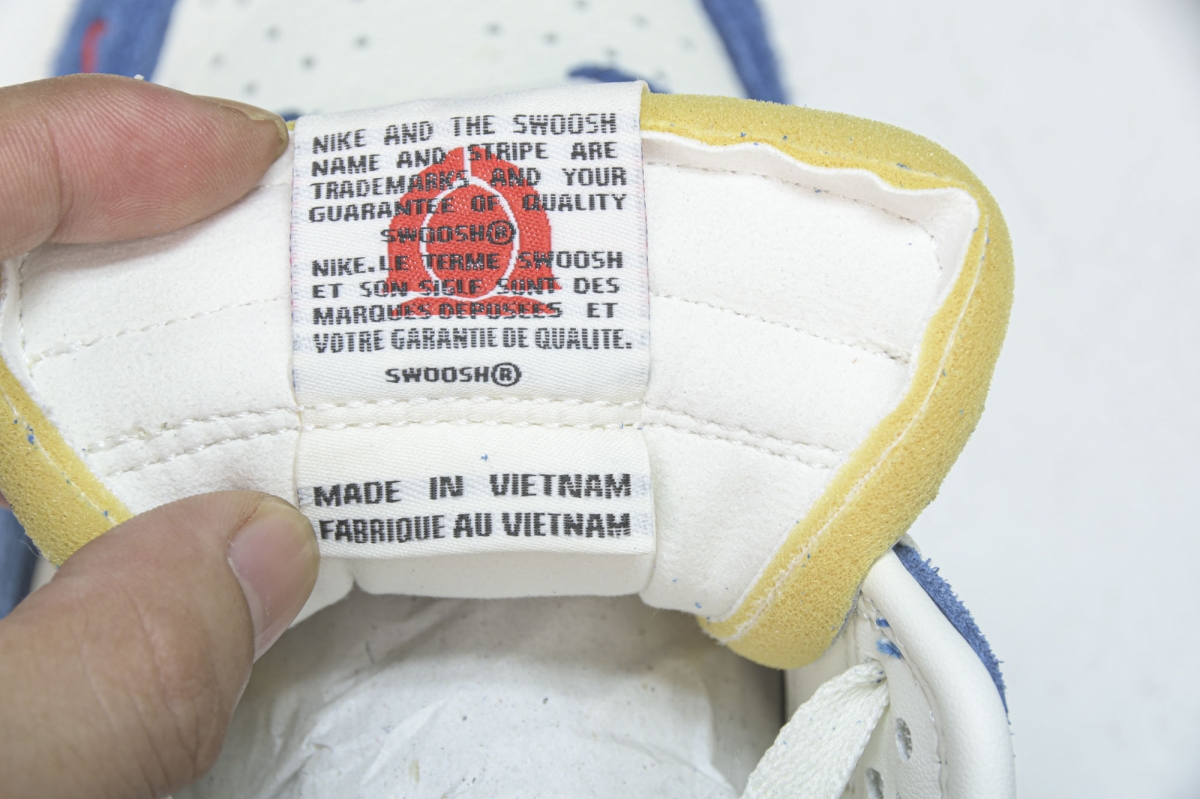 NIKE AND THE SWOOSH
NAME AND STRIPE ARE
TRADEMARKS AND YOUR
GUARANTEE OF QUALITY
SWOOSH®
NIKE.LE TERME SWOOSH
ET SON SIGLE SUNT DES
MARQUES DEPOSEES ET
VOTRE GARANTIE DE QUALITE.
SWOOSH®
MADE IN VIETNAM
FABRIQUE AU VIETNAM